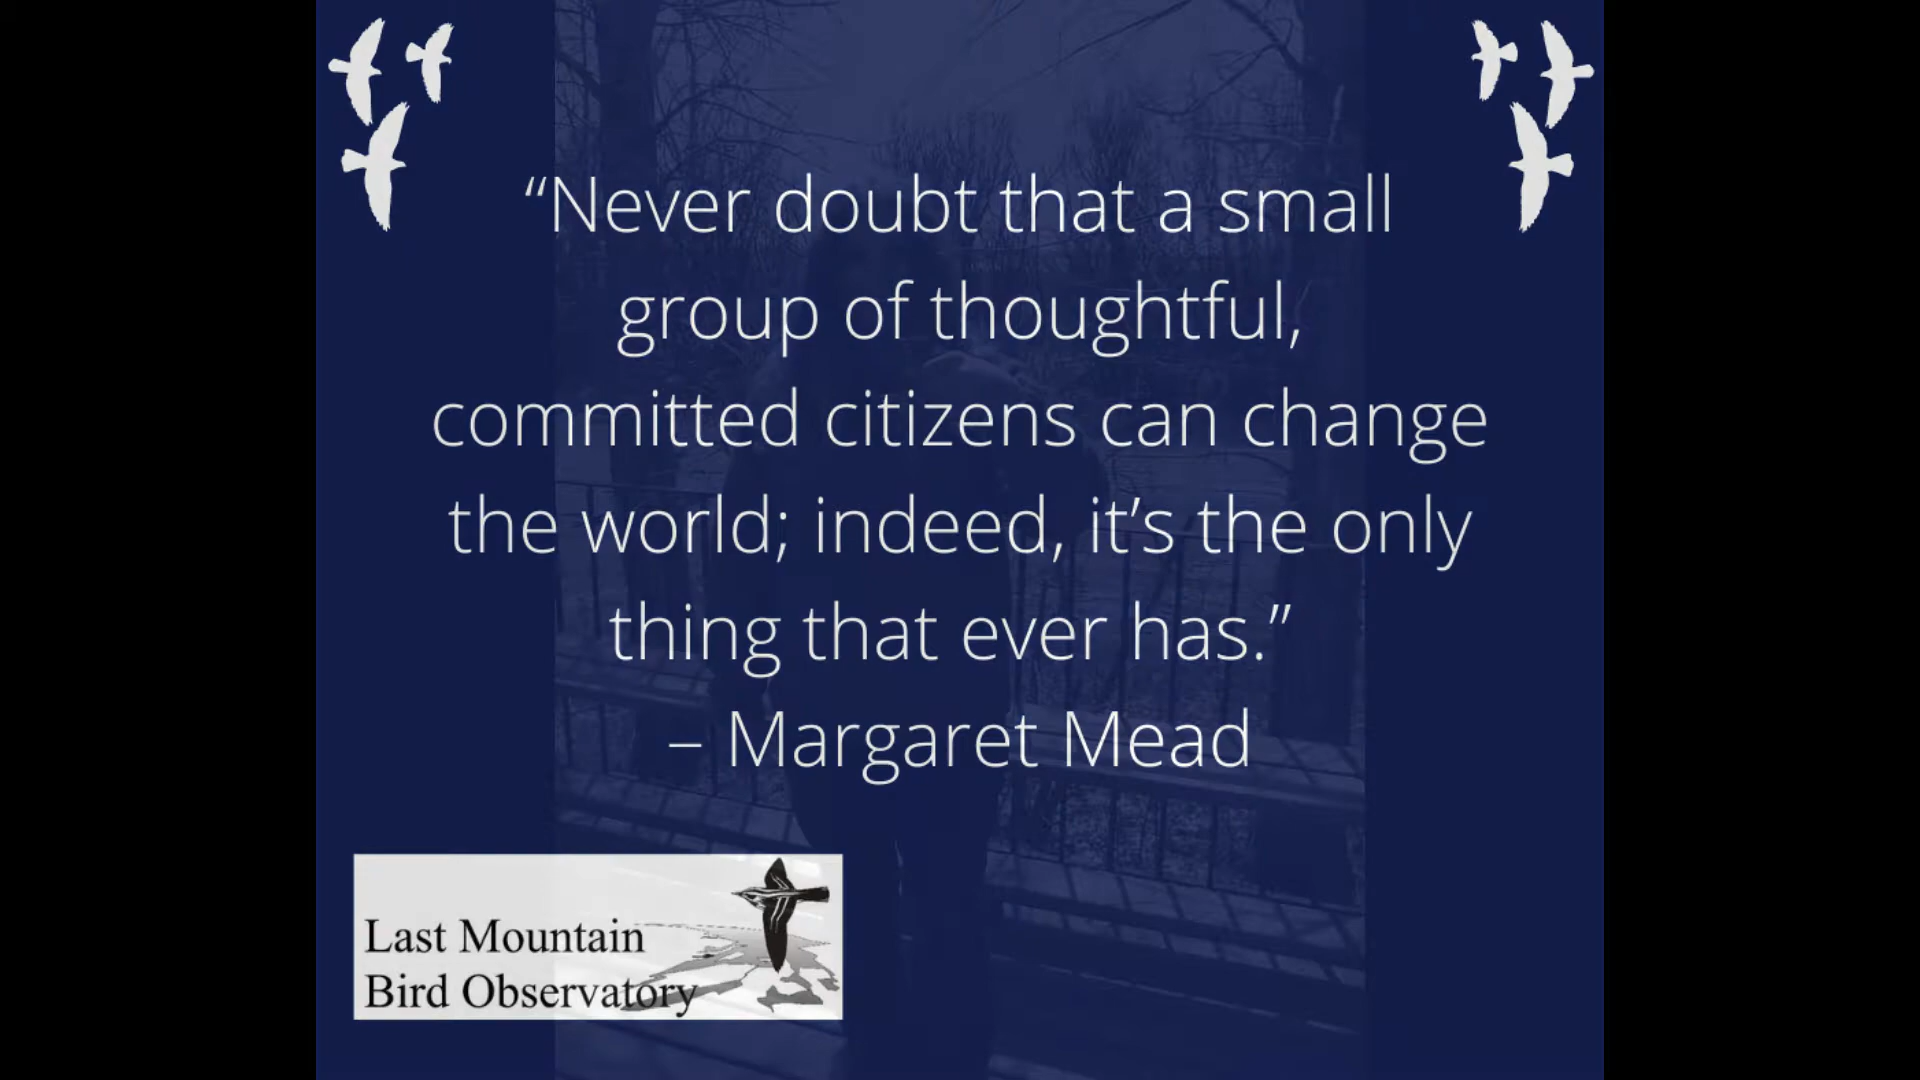 “Never doubt that a small
group of thoughtful,
committed citizens can change
the world; indeed, it’s the only
thing that ever has.”
– Margaret Mead
Last Mountain
Bird Observatory